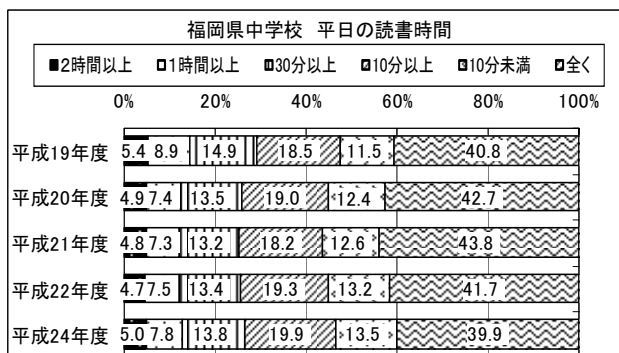 福岡県中学校 平日の読書時間
■2時間以上 □1時間以上 30分以上 10分以上 10分未満 全く
0% 20% 40% 60% 80% 100%
平成19年度 5.4 8.9 14.9 18.5 11.5 40.8
平成20年度 4.9 7.4 13.5 19.0 12.4 42.7
平成21年度 4.8 7.3 13.2 18.2 12.6 43.8
平成22年度 4.7 7.5 13.4 19.3 13.2 41.7
平成24年度 5.0 7.8 13.8 19.9 13.5 39.9